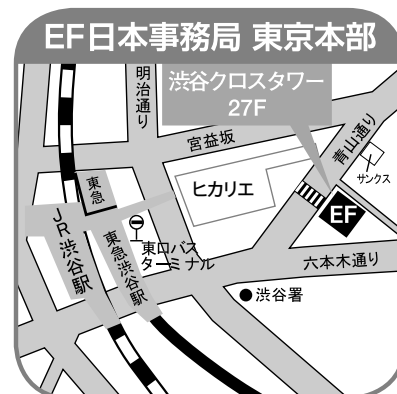 EF日本事務局 東京本部
渋谷クロスタワー
27F
明治通り
宮益坂
青山通り
サンクス
東急
ヒカリエ
EF
JR渋谷駅
東急渋谷駅
東口バス
ターミナル
六本木通り
渋谷署